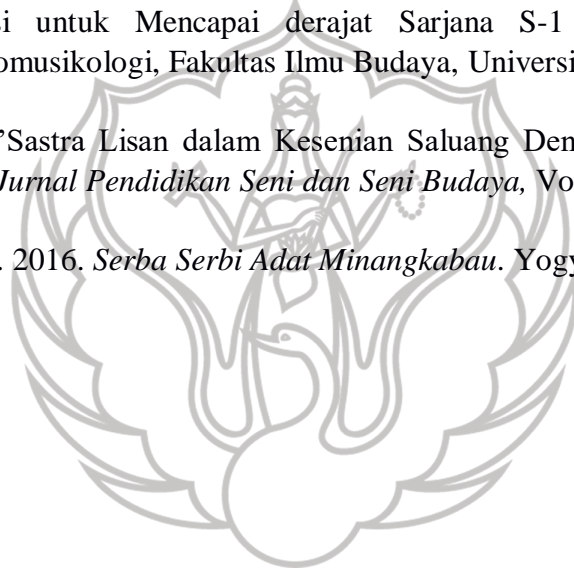 si untuk Mencapai derajat Sarjana S-1
omusikologi, Fakultas Ilmu Budaya, Universi
”Sastra Lisan dalam Kesenian Saluang Den
Jurnal Pendidikan Seni dan Seni Budaya, Vo
. 2016. Serba Serbi Adat Minangkabau. Yogy